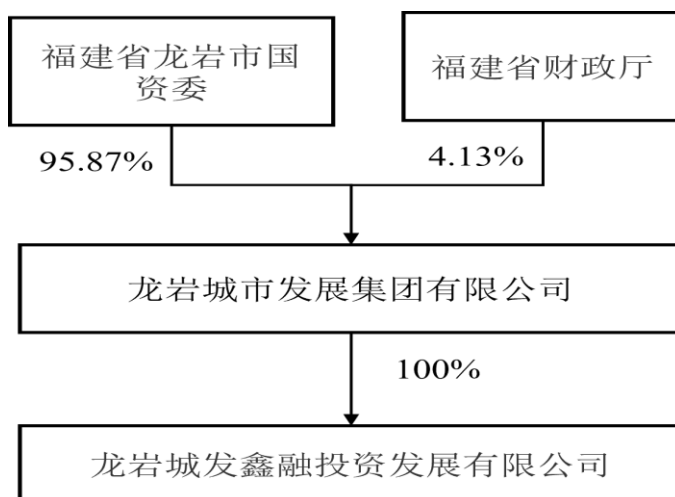 福建省龙岩市国
资委
福建省财政厅
95.87%
4.13%
龙岩城市发展集团有限公司
100%
龙岩城发鑫融投资发展有限公司